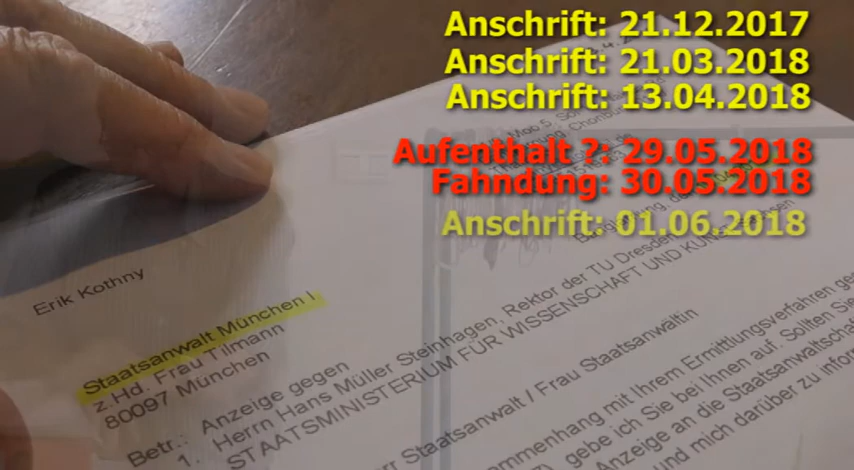 Anschrift: 21.12.2017
Anschrift: 21.03.2018
Anschrift: 13.04.2018
Aufenthalt ?: 29.05.2018
Fahndung: 30.05.2018
Anschrift: 01.06.2018
Erik Kothny
Staatsanwalt München I
z. Hd. Frau Tilmann
80097 München
Betr.: Anzeige gegen
1. Herrn Hans Müller Steinhagen, Rektor der TU Dresden
STAATSMINISTERIUM FÜR WISSENSCHAFT UND
Staatsanwalt / Frau Staatsanwältin
mit Ihrem Ermittlungsverfahren
gebe ich Sie bei Ihnen auf. Sollten Sie
Anzeige an die Staatsanwaltschaft
und mich darüber zu